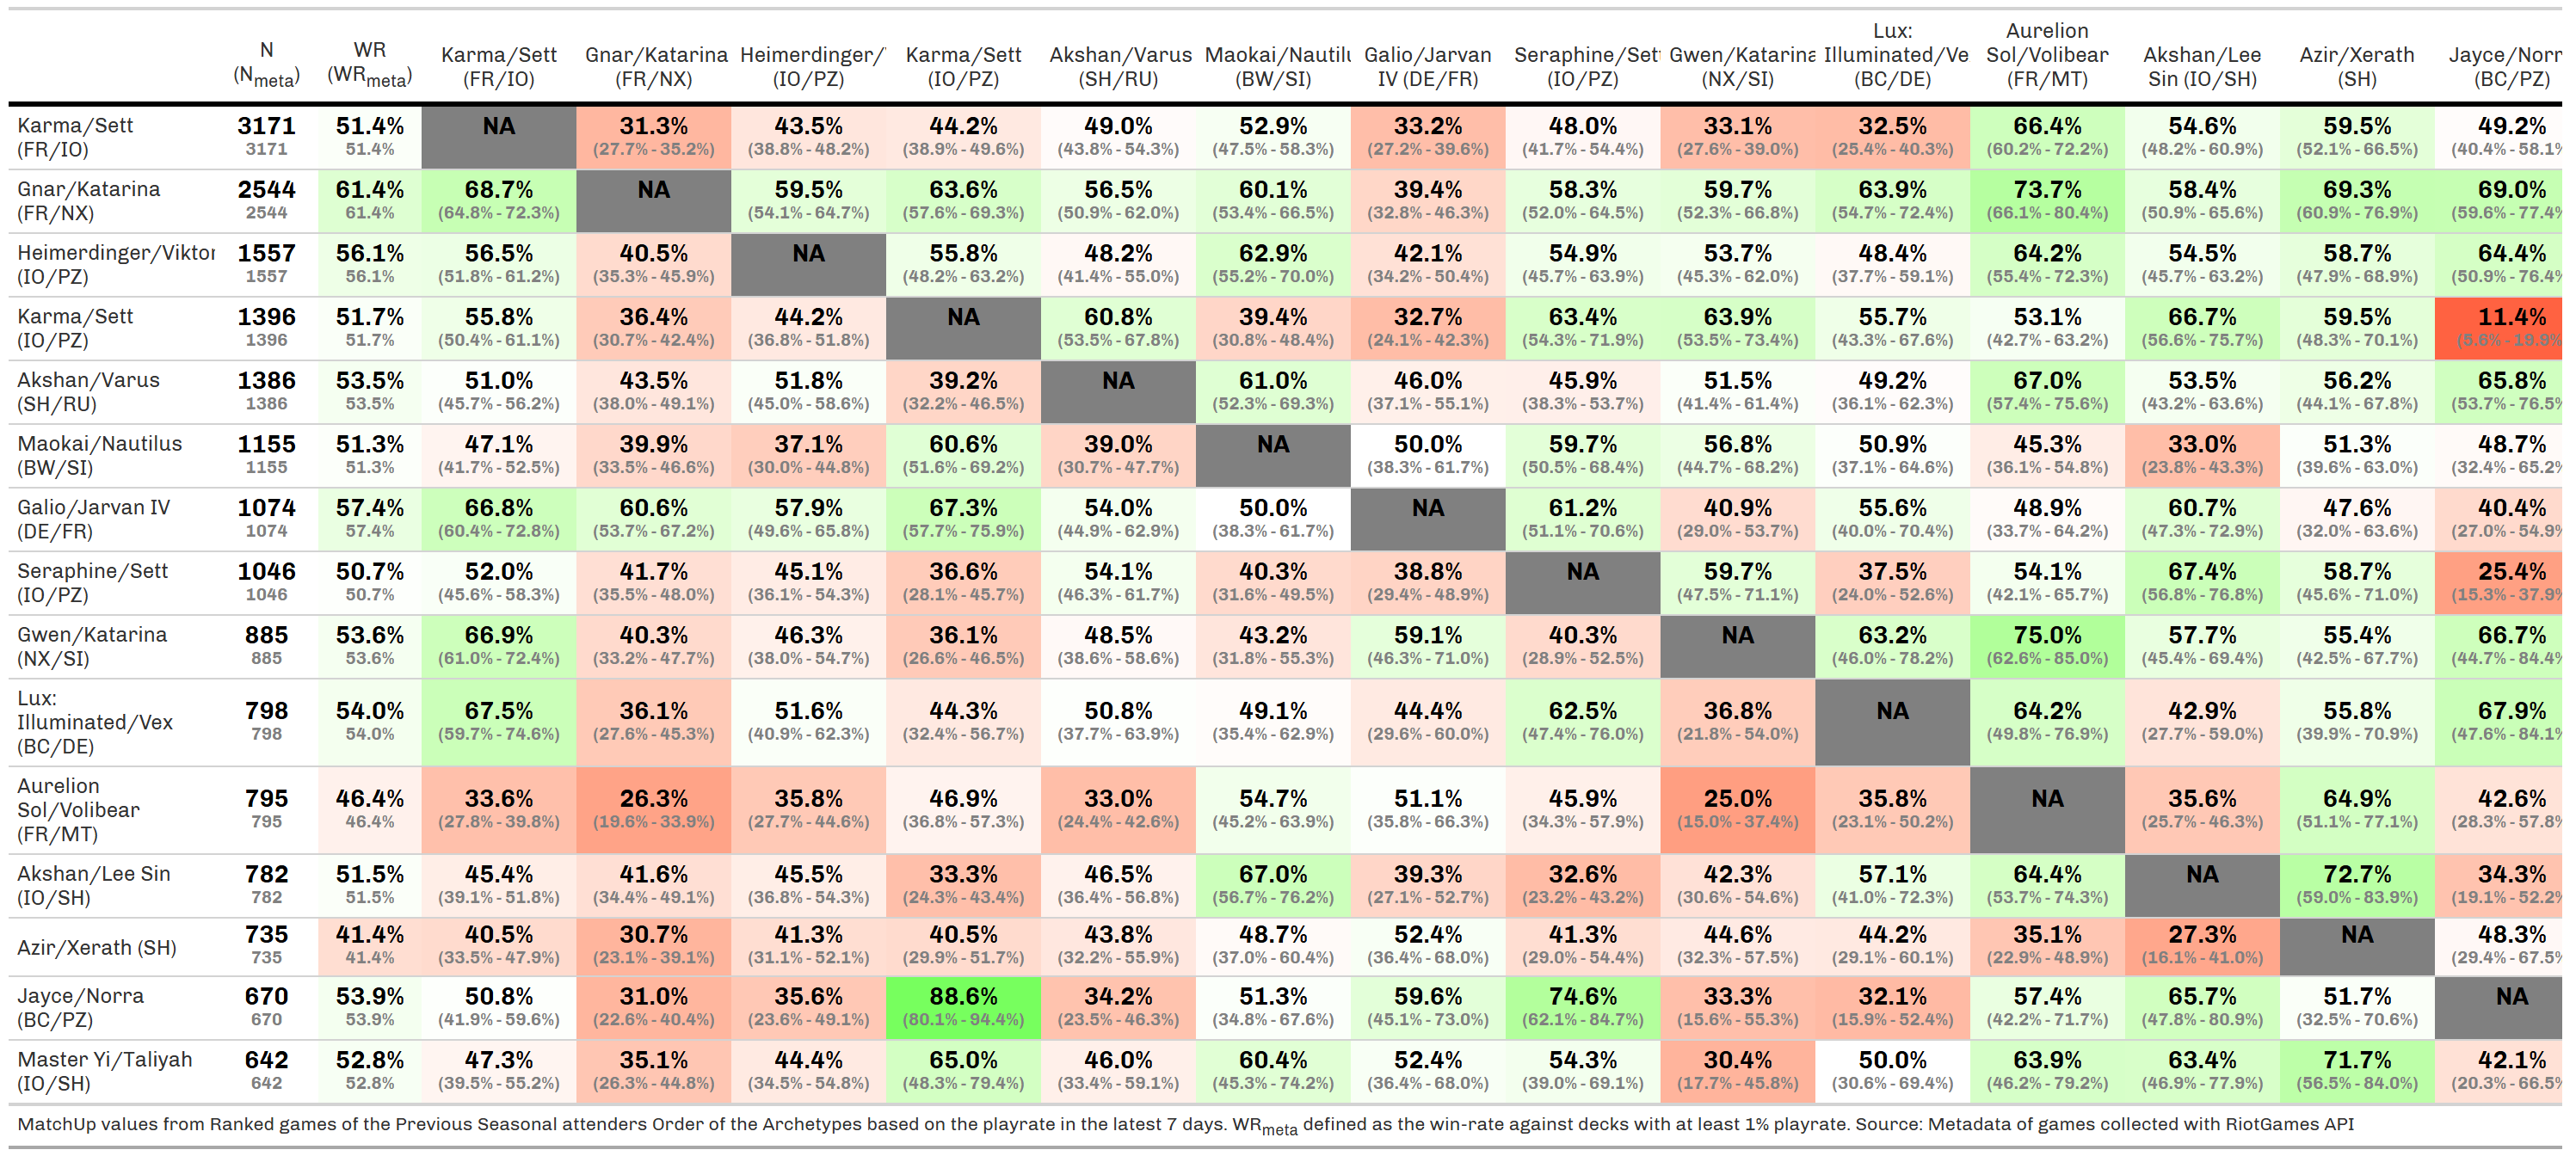 N WR Karma/Sett Gnar/Katarina Heimerdinger/ Karma/Sett Akshan/Varus Maokai/Nautilu Galio/Jarvan Seraphine/Sett Gwen/Katarina Lux: Illuminated/Ve Aurelion Sol/Volibear Akshan/Lee Azir/Xerath Jayce/Norr
(Nmeta) (WRmeta) (FR/IO) (FR/NX) (IO/PZ) (IO/PZ) (SH/RU) (BW/SI) IV (DE/FR) (IO/PZ) (NX/SI) (BC/DE) (FR/MT) Sin (IO/SH) (SH) (BC/PZ)
Karma/Sett 3171 51.4% NA 31.3% 43.5% 44.2% 49.0% 52.9% 33.2% 48.0% 33.1% 32.5% 66.4% 54.6% 59.5% 49.2%
(FR/IO) 3171 51.4% (27.7% - 35.2%) (38.8% - 48.2%) (38.9% - 49.6%) (43.8% - 54.3%) (47.5% - 58.3%) (27.2% - 39.6%) (41.7% - 54.4%) (27.6% - 39.0%) (25.4% - 40.3%) (60.2% - 72.2%) (48.2% - 60.9%) (52.1% - 66.5%) (40.4% - 58.1%
Gnar/Katarina 2544 61.4% 68.7% NA 59.5% 63.6% 56.5% 60.1% 39.4% 58.3% 59.7% 63.9% 73.7% 58.4% 69.3% 69.0%
(FR/NX) 2544 61.4% (64.8% - 72.3%) (54.1% - 64.7%) (57.6% - 69.3%) (50.9% - 62.0%) (53.4% - 66.5%) (32.8% - 46.3%) (52.0% - 64.5%) (52.3% - 66.8%) (54.7% - 72.4%) (66.1% - 80.4%) (50.9% - 65.6%) (60.9% - 76.9%) (59.6% - 77.4%
Heimerdinger/Viktor 1557 56.1% 56.5% 40.5% NA 55.8% 48.2% 62.9% 42.1% 54.9% 53.7% 48.4% 64.2% 54.5% 58.7% 64.4%
(IO/PZ) 1557 56.1% (51.8% - 61.2%) (35.3% - 45.9%) (48.2% - 63.2%) (41.4% - 55.0%) (55.2% - 70.0%) (34.2% - 50.4%) (45.7% - 63.9%) (45.3% - 62.0%) (37.7% - 59.1%) (55.4% - 72.3%) (45.7% - 63.2%) (47.9% - 68.9%) (50.9% - 76.4%
Karma/Sett 1396 51.7% 55.8% 36.4% 44.2% NA 60.8% 39.4% 32.7% 63.4% 63.9% 55.7% 53.1% 66.7% 59.5% 11.4%
(IO/PZ) 1396 51.7% (50.4% - 61.1%) (30.7% - 42.4%) (36.8% - 51.8%) (53.5% - 67.8%) (30.8% - 48.4%) (24.1% - 42.3%) (54.3% - 71.9%) (53.5% - 73.4%) (43.3% - 67.6%) (42.7% - 63.2%) (56.6% - 75.7%) (48.3% - 70.1%) (5.6% - 19.9%
Akshan/Varus 1386 53.5% 51.0% 43.5% 51.8% 39.2% NA 61.0% 46.0% 45.9% 51.5% 49.2% 67.0% 53.5% 56.2% 65.8%
(SH/RU) 1386 53.5% (45.7% - 56.2%) (38.0% - 49.1%) (45.0% - 58.6%) (32.2% - 46.5%) (52.3% - 69.3%) (37.1% - 55.1%) (38.3% - 53.7%) (41.4% - 61.4%) (36.1% - 62.3%) (57.4% - 75.6%) (43.2% - 63.6%) (44.1% - 67.8%) (53.7% - 76.5%
Maokai/Nautilus 1155 51.3% 47.1% 39.9% 37.1% 60.6% 39.0% NA 50.0% 59.7% 56.8% 50.9% 45.3% 33.0% 51.3% 48.7%
(BW/SI) 1155 51.3% (41.7% - 52.5%) (33.5% - 46.6%) (30.0% - 44.8%) (51.6% - 69.2%) (30.7% - 47.7%) (38.3% - 61.7%) (50.5% - 68.4%) (44.7% - 68.2%) (37.1% - 64.6%) (36.1% - 54.8%) (23.8% - 43.3%) (39.6% - 63.0%) (32.4% - 65.2%
Galio/Jarvan IV 1074 57.4% 66.8% 60.6% 57.9% 67.3% 54.0% 50.0% NA 61.2% 40.9% 55.6% 48.9% 60.7% 47.6% 40.4%
(DE/FR) 1074 57.4% (60.4% - 72.8%) (53.7% - 67.2%) (49.6% - 65.8%) (57.7% - 75.9%) (44.9% - 62.9%) (38.3% - 61.7%) (51.1% - 70.6%) (29.0% - 53.7%) (40.0% - 70.4%) (33.7% - 64.2%) (47.3% - 72.9%) (32.0% - 63.6%) (27.0% - 54.9%
Seraphine/Sett 1046 50.7% 52.0% 41.7% 45.1% 36.6% 54.1% 40.3% 38.8% NA 59.7% 37.5% 54.1% 67.4% 58.7% 25.4%
(IO/PZ) 1046 50.7% (45.6% - 58.3%) (35.5% - 48.0%) (36.1% - 54.3%) (28.1% - 45.7%) (46.3% - 61.7%) (31.6% - 49.5%) (29.4% - 48.9%) (47.5% - 71.1%) (24.0% - 52.6%) (42.1% - 65.7%) (56.8% - 76.8%) (45.6% - 71.0%) (15.3% - 37.9%
Gwen/Katarina 885 53.6% 66.9% 40.3% 46.3% 36.1% 48.5% 43.2% 59.1% 40.3% NA 63.2% 75.0% 57.7% 55.4% 66.7%
(NX/SI) 885 53.6% (61.0% - 72.4%) (33.2% - 47.7%) (38.0% - 54.7%) (26.6% - 46.5%) (38.6% - 58.6%) (31.8% - 55.3%) (46.3% - 71.0%) (28.9% - 52.5%) (46.0% - 78.2%) (62.6% - 85.0%) (45.4% - 69.4%) (42.5% - 67.7%) (44.7% - 84.4%
Lux:
Illuminated/Vex 798 54.0% 67.5% 36.1% 51.6% 44.3% 50.8% 49.1% 44.4% 62.5% 36.8% NA 64.2% 42.9% 55.8% 67.9%
(BC/DE) 798 54.0% (59.7% - 74.6%) (27.6% - 45.3%) (40.9% - 62.3%) (32.4% - 56.7%) (37.7% - 63.9%) (35.4% - 62.9%) (29.6% - 60.0%) (47.4% - 76.0%) (21.8% - 54.0%) (49.8% - 76.9%) (27.7% - 59.0%) (39.9% - 70.9%) (47.6% - 84.1%
Aurelion
Sol/Volibear 795 46.4% 33.6% 26.3% 35.8% 46.9% 33.0% 54.7% 51.1% 45.9% 25.0% 35.8% NA 35.6% 64.9% 42.6%
(FR/MT) 795 46.4% (27.8% - 39.8%) (19.6% - 33.9%) (27.7% - 44.6%) (36.8% - 57.3%) (24.4% - 42.6%) (45.2% - 63.9%) (35.8% - 66.3%) (34.3% - 57.9%) (15.0% - 37.4%) (23.1% - 50.2%) (25.7% - 46.3%) (51.1% - 77.1%) (28.3% - 57.8%
Akshan/Lee Sin 782 51.5% 45.4% 41.6% 45.5% 33.3% 46.5% 67.0% 39.3% 32.6% 42.3% 57.1% 64.4% NA 72.7% 34.3%
(IO/SH) 782 51.5% (39.1% - 51.8%) (34.4% - 49.1%) (36.8% - 54.3%) (24.3% - 43.4%) (36.4% - 56.8%) (56.7% - 76.2%) (27.1% - 52.7%) (23.2% - 43.2%) (30.6% - 54.6%) (41.0% - 72.3%) (53.7% - 74.3%) (59.0% - 83.9%) (19.1% - 52.2%
Azir/Xerath (SH) 735 41.4% 40.5% 30.7% 41.3% 40.5% 43.8% 48.7% 52.4% 41.3% 44.6% 44.2% 35.1% 27.3% NA 48.3%
735 41.4% (33.5% - 47.9%) (23.1% - 39.1%) (31.1% - 52.1%) (29.9% - 51.7%) (32.2% - 55.9%) (37.0% - 60.4%) (36.4% - 68.0%) (29.0% - 54.4%) (32.3% - 57.5%) (29.1% - 60.1%) (22.9% - 48.9%) (16.1% - 41.0%) (29.4% - 67.5%
Jayce/Norra 670 53.9% 50.8% 31.0% 35.6% 88.6% 34.2% 51.3% 59.6% 74.6% 33.3% 32.1% 57.4% 65.7% 51.7% NA
(BC/PZ) 670 53.9% (41.9% - 59.6%) (22.6% - 40.4%) (23.6% - 49.1%) (80.1% - 94.4%) (23.5% - 46.3%) (34.8% - 67.6%) (45.1% - 73.0%) (62.1% - 84.7%) (15.6% - 55.3%) (15.9% - 52.4%) (42.2% - 71.7%) (47.8% - 80.9%) (32.5% - 70.6%)
Master Yi/Taliyah 642 52.8% 47.3% 35.1% 44.4% 65.0% 46.0% 60.4% 52.4% 54.3% 30.4% 50.0% 63.9% 63.4% 71.7% 42.1%
(IO/SH) 642 52.8% (39.5% - 55.2%) (26.3% - 44.8%) (34.5% - 54.8%) (48.3% - 79.4%) (33.4% - 59.1%) (45.3% - 74.2%) (36.4% - 68.0%) (39.0% - 69.1%) (17.7% - 45.8%) (30.6% - 69.4%) (46.2% - 79.2%) (46.9% - 77.9%) (56.5% - 84.0%) (20.3% - 66.5%
MatchUp values from Ranked games of the Previous Seasonal attenders Order of the Archetypes based on the playrate in the latest 7 days. WRmeta defined as the win-rate against decks with at least 1% playrate. Source: Metadata of games collected with RiotGames API